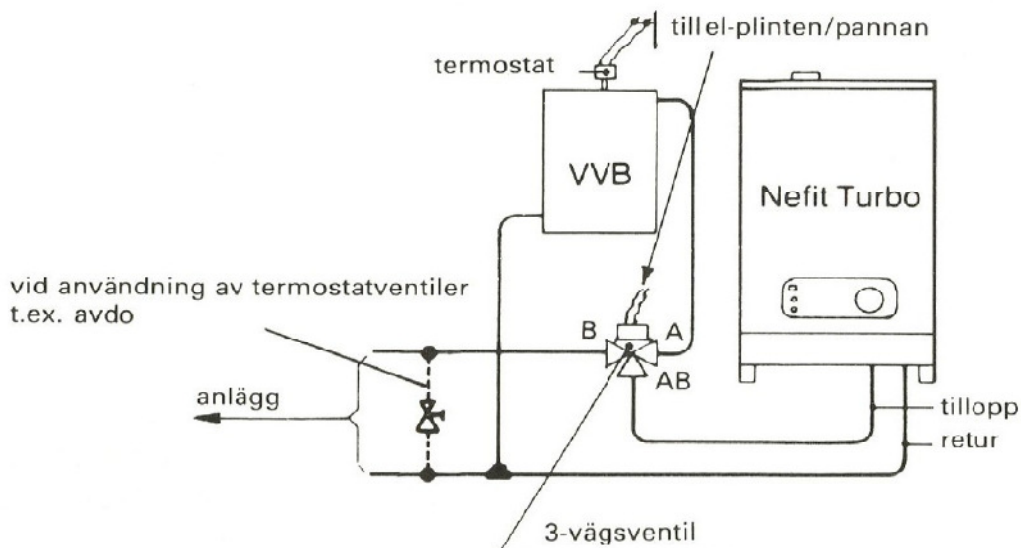 till el-plinten/pannan
termostat
VVB
Nefit Turbo
vid användning av termostatventiler
t.ex. avdo
B
A
AB
anlägg
tillopp
retur
3-vägsventil